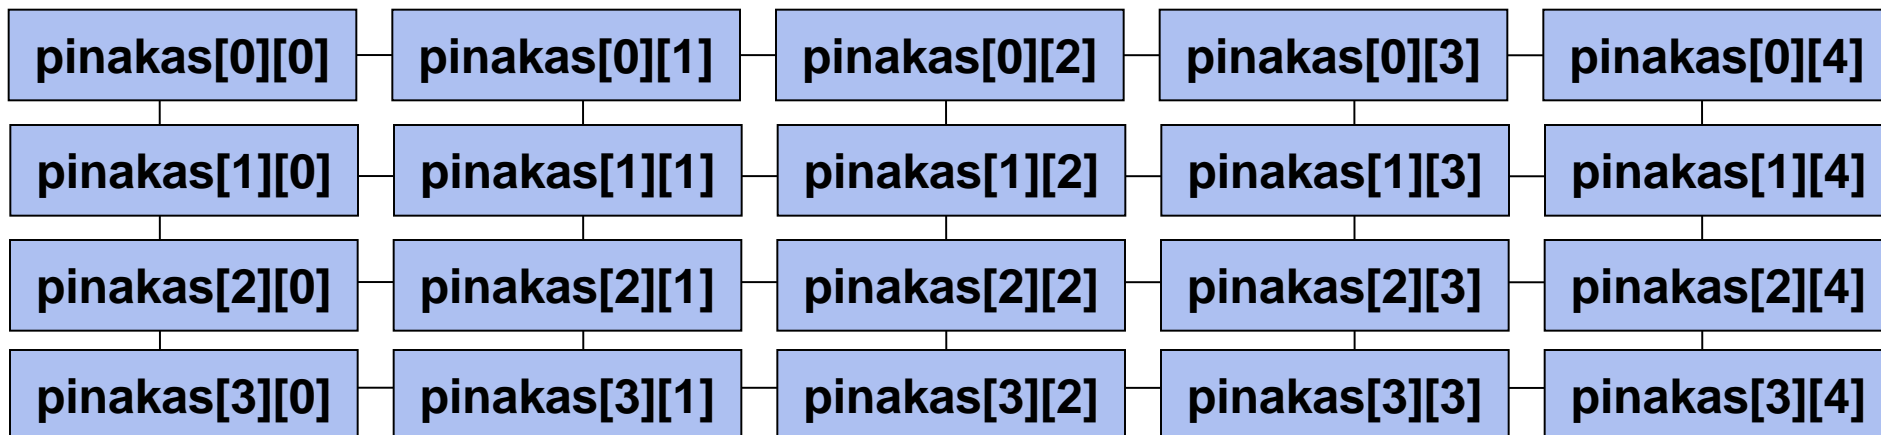 pinakas[0][0] pinakas[0][1] pinakas[0][2] pinakas[0][3] pinakas[0][4]
pinakas[1][0] pinakas[1][1] pinakas[1][2] pinakas[1][3] pinakas[1][4]
pinakas[2][0] pinakas[2][1] pinakas[2][2] pinakas[2][3] pinakas[2][4]
pinakas[3][0] pinakas[3][1] pinakas[3][2] pinakas[3][3] pinakas[3][4]